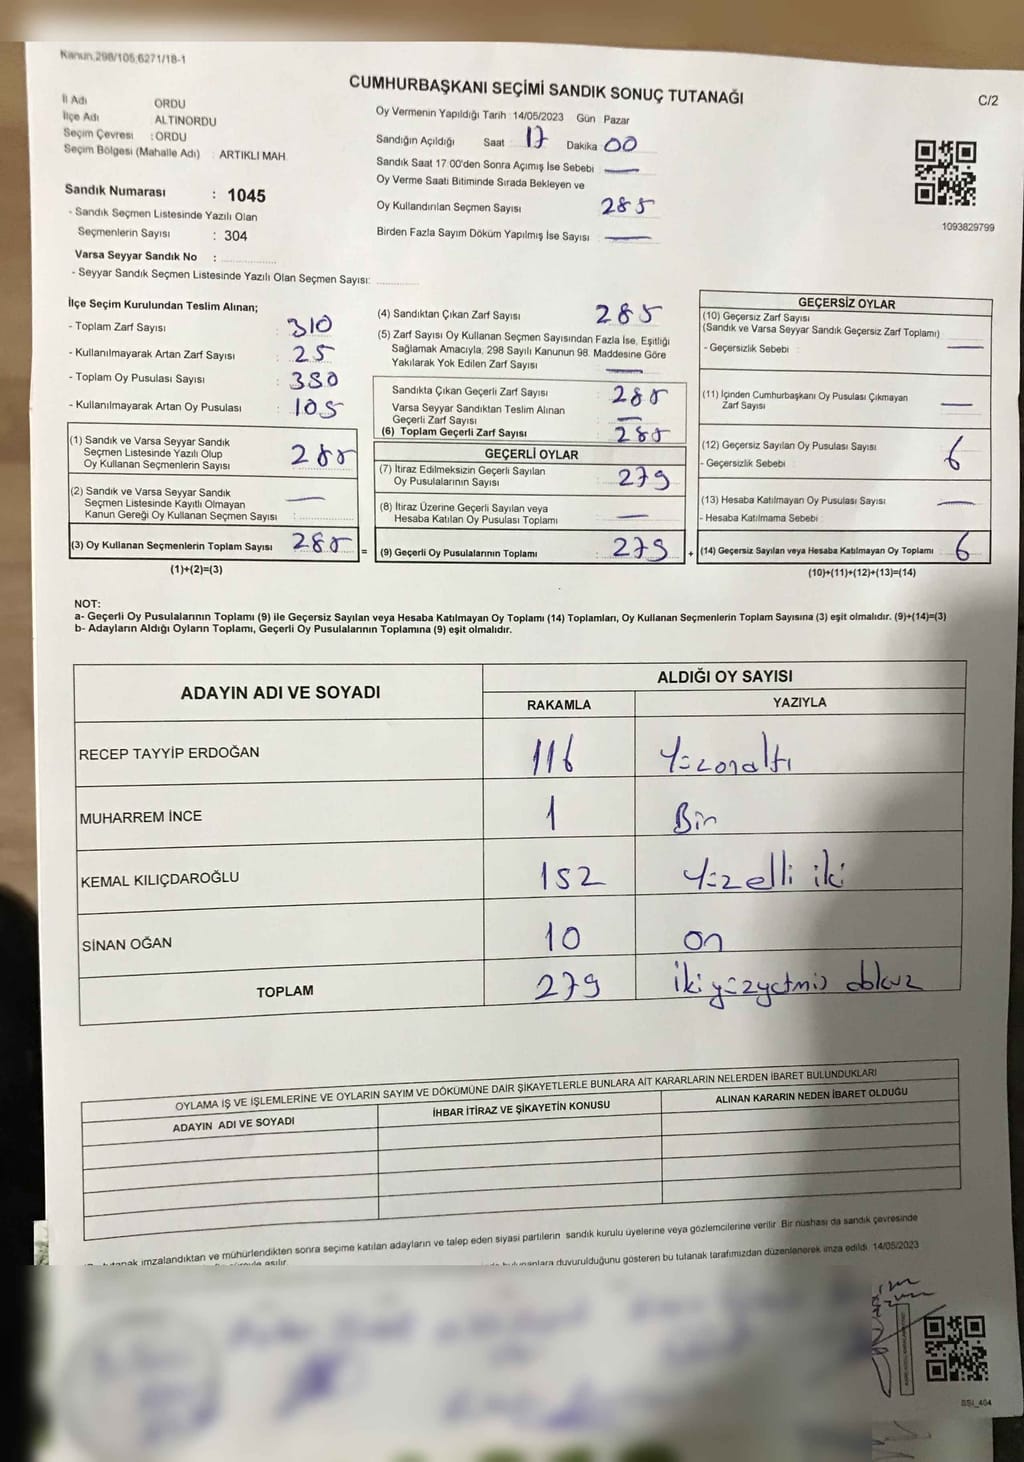 Kanun.298/105;6271/18-1
CUMHURBAŞKANI SEÇİMİ SANDIK SONUÇ TUTANAĞI
C/2
İl Adı ORDU
İlçe Adı ALTINORDU
Seçim Çevresi : ORDU
Seçim Bölgesi (Mahalle Adı) : ARTIKLI MAH.
Sandık Numarası : 1045
- Sandık Seçmen Listesinde Yazılı Olan
Seçmenlerin Sayısı : 304
Varsa Seyyar Sandık No :
- Seyyar Sandık Seçmen Listesinde Yazılı Olan Seçmen Sayısı:
Oy Vermenin Yapıldığı Tarih : 14/05/2023 Gün : Pazar
Sandığın Açıldığı Saat 17 Dakika 00
Sandık Saat 17.00'den Sonra Açımış İse Sebebi : —
Oy Verme Saati Bitiminde Sırada Bekleyen ve
Oy Kullandırılan Seçmen Sayısı 285
Birden Fazla Sayım Döküm Yapılmış İse Sayısı : —
1093829799
İlçe Seçim Kurulundan Teslim Alınan;
- Toplam Zarf Sayısı : 310
- Kullanılmayarak Artan Zarf Sayısı : 25
- Toplam Oy Pusulası Sayısı : 380
- Kullanılmayarak Artan Oy Pusulası : 105
(1) Sandık ve Varsa Seyyar Sandık
Seçmen Listesinde Yazılı Olup
Oy Kullanan Seçmenlerin Sayısı 285
(2) Sandık ve Varsa Seyyar Sandık
Seçmen Listesinde Kayıtlı Olmayan
Kanun Gereği Oy Kullanan Seçmen Sayısı : —
(3) Oy Kullanan Seçmenlerin Toplam Sayısı 285
(1)+(2)=(3)
(4) Sandıktan Çıkan Zarf Sayısı 285
(5) Zarf Sayısı Oy Kullanan Seçmen Sayısından Fazla İse, Eşitliği
Sağlamak Amacıyla, 298 Sayılı Kanunun 98. Maddesine Göre
Yakılarak Yok Edilen Zarf Sayısı —
Sandıkta Çıkan Geçerli Zarf Sayısı : 285
Varsa Seyyar Sandıktan Teslim Alınan
Geçerli Zarf Sayısı : —
(6) Toplam Geçerli Zarf Sayısı : 285
GEÇERLİ OYLAR
(7) İtiraz Edilmeksizin Geçerli Sayılan
Oy Pusulalarının Sayısı : 279
(8) İtiraz Üzerine Geçerli Sayılan veya
Hesaba Katılan Oy Pusulası Toplamı : —
= (9) Geçerli Oy Pusulalarının Toplamı : 279
GEÇERSİZ OYLAR
(10) Geçersiz Zarf Sayısı
(Sandık ve Varsa Seyyar Sandık Geçersiz Zarf Toplamı)
- Geçersizlik Sebebi : —
(11) İçinden Cumhurbaşkanı Oy Pusulası Çıkmayan
Zarf Sayısı —
(12) Geçersiz Sayılan Oy Pusulası Sayısı : 6
- Geçersizlik Sebebi :
(13) Hesaba Katılmayan Oy Pusulası Sayısı : —
- Hesaba Katılmama Sebebi :
+ (14) Geçersiz Sayılan veya Hesaba Katılmayan Oy Toplamı : 6
(10)+(11)+(12)+(13)=(14)
NOT:
a- Geçerli Oy Pusulalarının Toplamı (9) ile Geçersiz Sayılan veya Hesaba Katılmayan Oy Toplamı (14) Toplamları, Oy Kullanan Seçmenlerin Toplam Sayısına (3) eşit olmalıdır. (9)+(14)=(3)
b- Adayların Aldığı Oyların Toplamı, Geçerli Oy Pusulalarının Toplamına (9) eşit olmalıdır.
ADAYIN ADI VE SOYADI
ALDIĞI OY SAYISI
RAKAMLA YAZIYLA
RECEP TAYYİP ERDOĞAN 116 Yüzonaltı
MUHARREM İNCE 1 Bir
KEMAL KILIÇDAROĞLU 152 Yüzelli iki
SİNAN OĞAN 10 on
TOPLAM 279 İki yüzyetmiş dokuz
OYLAMA İŞ VE İŞLEMLERİNE VE OYLARIN SAYIM VE DÖKÜMÜNE DAİR ŞİKAYETLERLE BUNLARA AİT KARARLARIN NELERDEN İBARET BULUNDUKLARI
ADAYIN ADI VE SOYADI İHBAR İTİRAZ VE ŞİKAYETİN KONUSU ALINAN KARARIN NEDEN İBARET OLDUĞU
tutanak imzalandıktan ve mühürlendikten sonra seçime katılan adayların ve talep eden siyasi partilerin sandık kurulu üyelerine veya gözlemcilerine verilir. Bir nüshası da sandık çevresinde
asılır. duyurulduğunu gösteren bu tutanak tarafımızdan düzenlenerek imza edildi. 14/05/2023
SSI_404